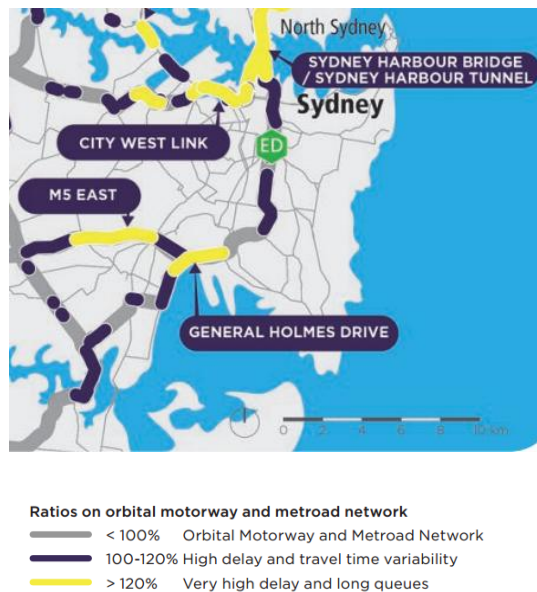 North Sydney
SYDNEY HARBOUR BRIDGE
/ SYDNEY HARBOUR TUNNEL
Sydney
CITY WEST LINK
ED
M5 EAST
GENERAL HOLMES DRIVE
0 2 4 6 8 10 km
Ratios on orbital motorway and metroad network
< 100% Orbital Motorway and Metroad Network
100-120% High delay and travel time variability
> 120% Very high delay and long queues